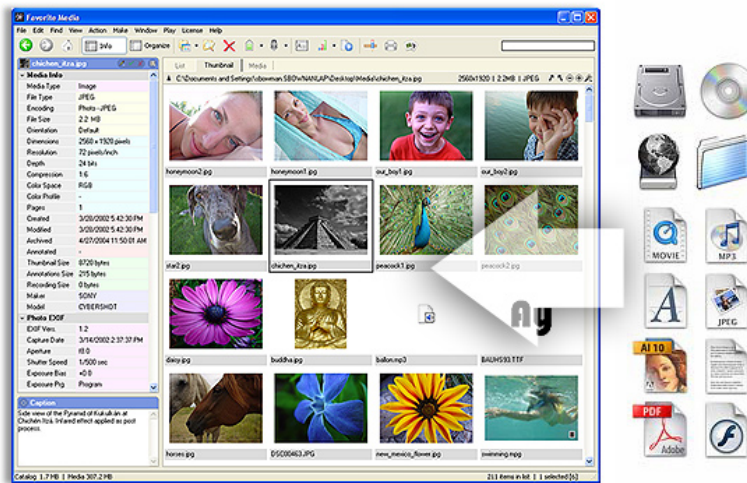 Favorite Media
File Edit Find View Action Make Window Play License Help
Info Organize
chichen_itza.jpg
List Thumbnail Media
2560x1920 | 2.2MB | JPEG
Media Info
Media Type Image
File Type JPEG
Encoding Photo -JPEG
File Size 2.2 MB
Orientation Default
Dimensions 2560 x 1920 pixels
Resolution 72 pixels/inch
Depth 24 bits
Compression 1:6
Color Space RGB
Color Profile -
Pages 1
Created 3/20/2002 5:42:30 PM
Modified 3/20/2002 5:42:30 PM
Archived 4/27/2004 11:50:01 AM
Annotated -
Thumbnail Size 8720 bytes
Annotations Size 215 bytes
Recording Size 0 bytes
Maker SONY
Model CYBERSHOT
Photo EXIF
EXIF Vers. 1.2
Capture Date 3/14/2002 2:37:37 PM
Aperture f8.0
Shutter Speed 1/500 sec
Exposure Bias +0.0
Exposure Prg Program
Caption
Side view of the Pyramid of Kukulkán at
Chichén Itzá. Infared effect applied as post
process.
honeymoon2.jpg honeymoon1.jpg our_boy1.jpg our_boy2.jpg
star2.jpg chichen_itza.jpg peacock1.jpg peacock2.jpg
Ay
daisy.jpg buddha.jpg ballon.mp3 BAUHS93.TTF
horses.jpg DSC00463.JPG new_mexico_flower.jpg swimming.mpg
Catalog 1.7 MB | Media 307.2 MB
211 items in list | 1 selected [6]
MOVIE MP3
A JPEG
AI 10
PDF
Adobe